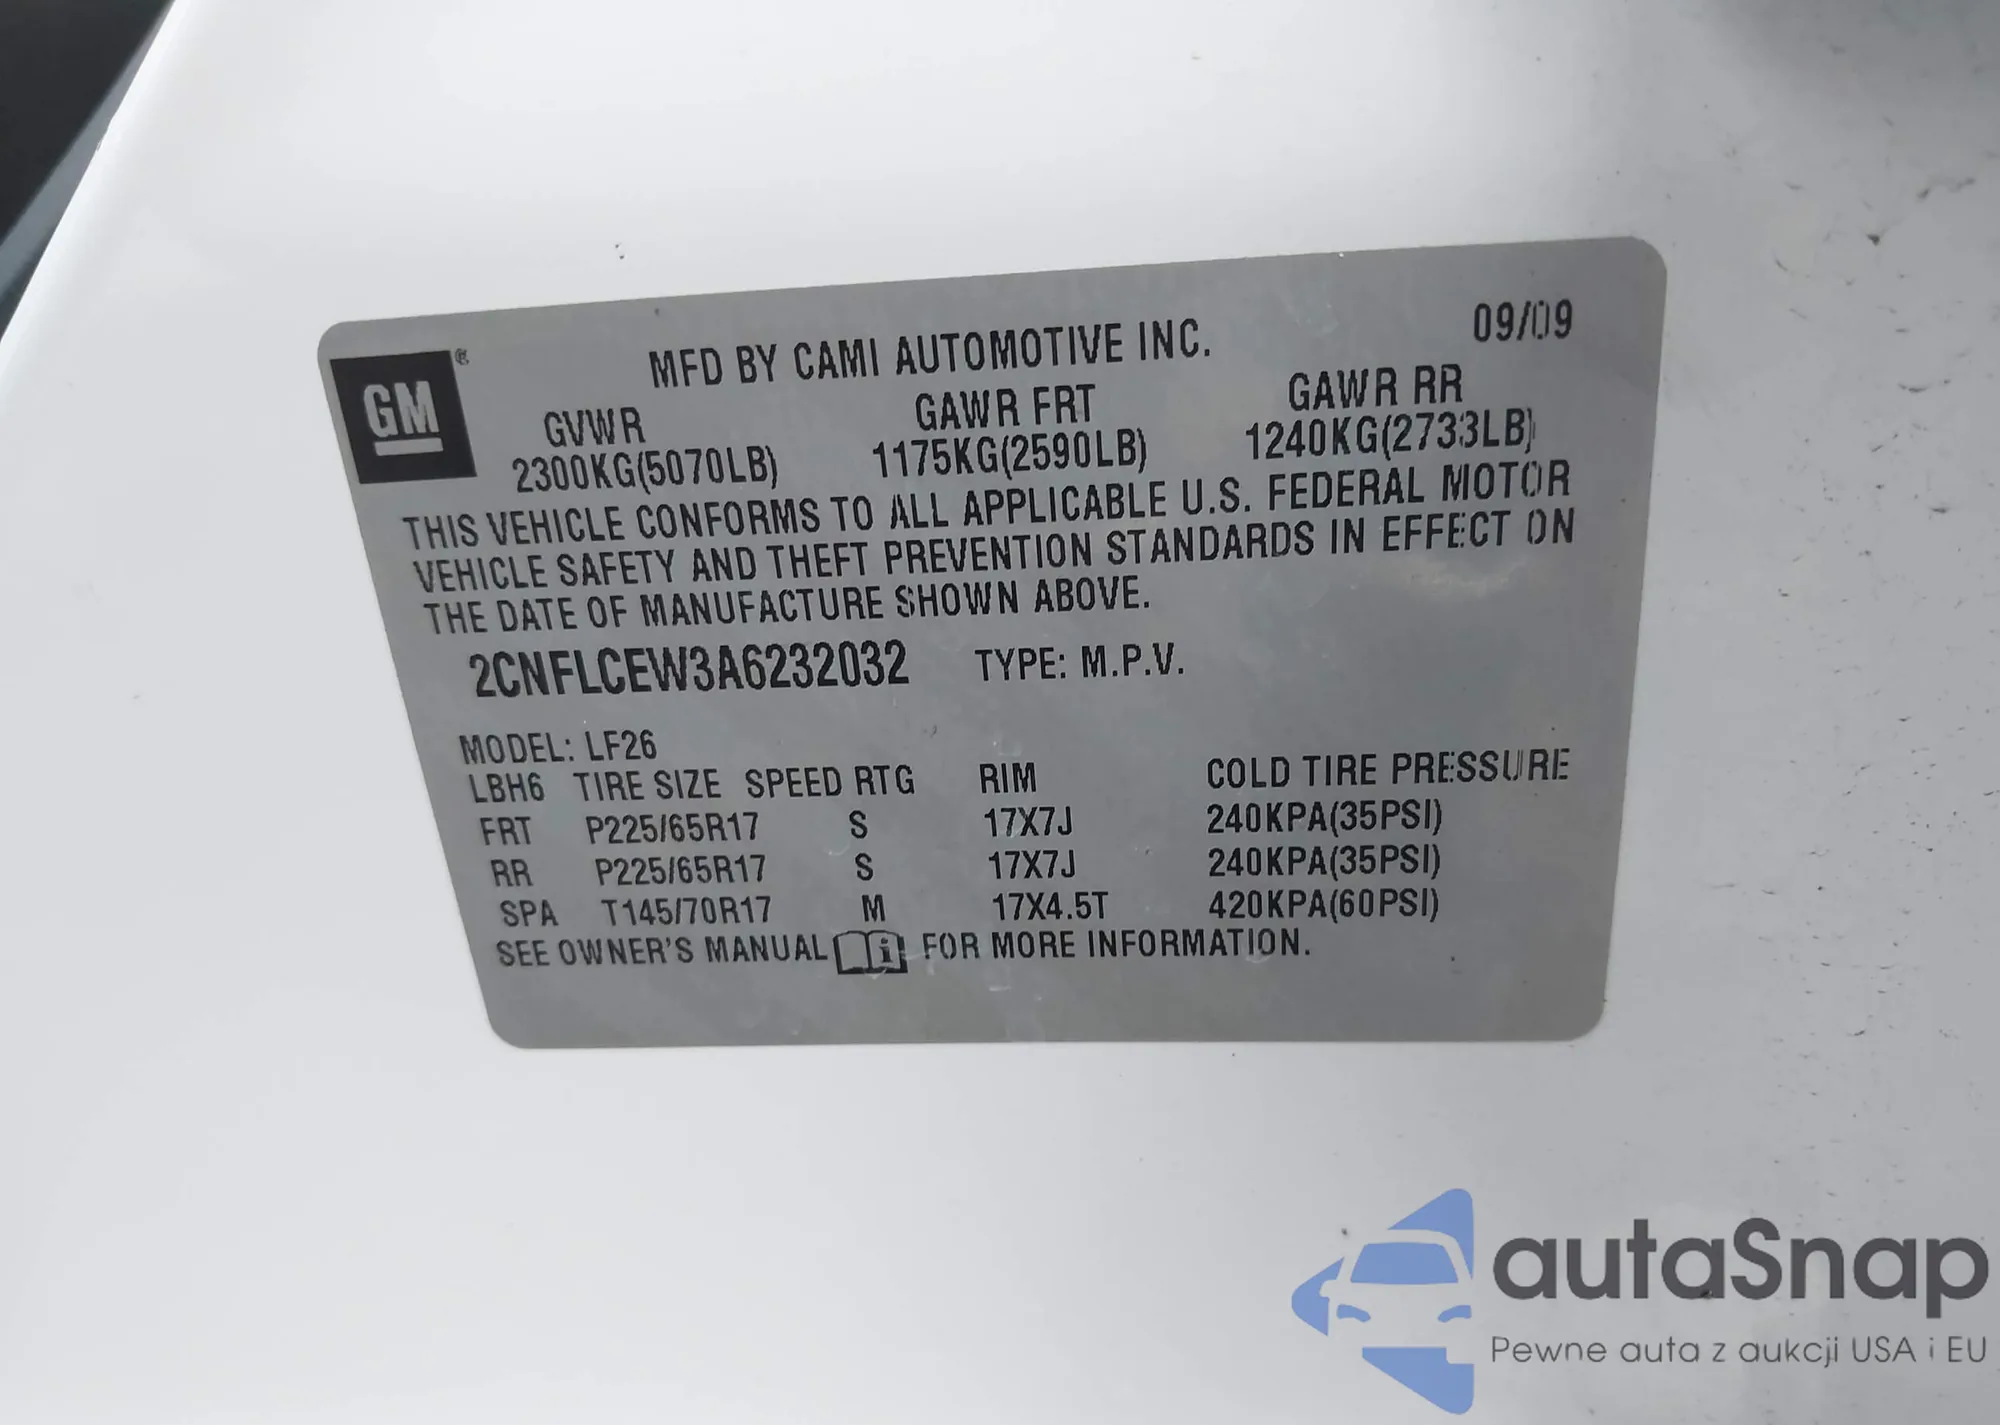 GM®
MFD BY CAMI AUTOMOTIVE INC. 09/09
GVWR GAWR FRT GAWR RR
2300KG(5070LB) 1175KG(2590LB) 1240KG(2733LB)
THIS VEHICLE CONFORMS TO ALL APPLICABLE U.S. FEDERAL MOTOR
VEHICLE SAFETY AND THEFT PREVENTION STANDARDS IN EFFECT ON
THE DATE OF MANUFACTURE SHOWN ABOVE.
2CNFLCEW3A6232032 TYPE: M.P.V.
MODEL: LF26
LBH6 TIRE SIZE SPEED RTG RIM COLD TIRE PRESSURE
FRT P225/65R17 S 17X7J 240KPA(35PSI)
RR P225/65R17 S 17X7J 240KPA(35PSI)
SPA T145/70R17 M 17X4.5T 420KPA(60PSI)
SEE OWNER'S MANUAL FOR MORE INFORMATION.
autaSnap
Pewne auta z aukcji USA i EU